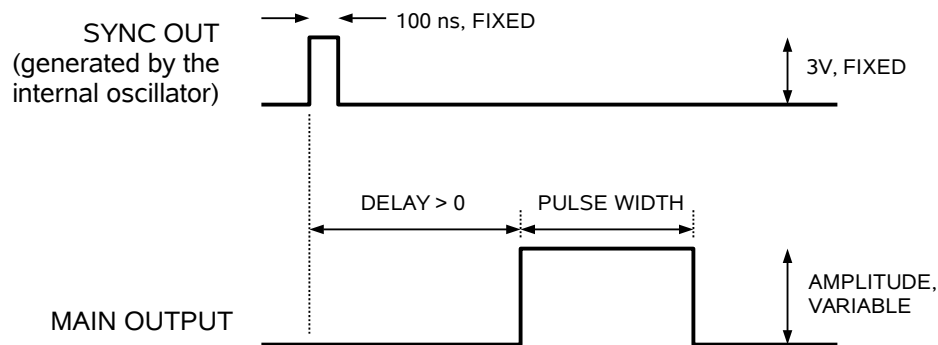 SYNC OUT
(generated by the
internal oscillator)
100 ns, FIXED
3V, FIXED
DELAY > 0
PULSE WIDTH
MAIN OUTPUT
AMPLITUDE,
VARIABLE